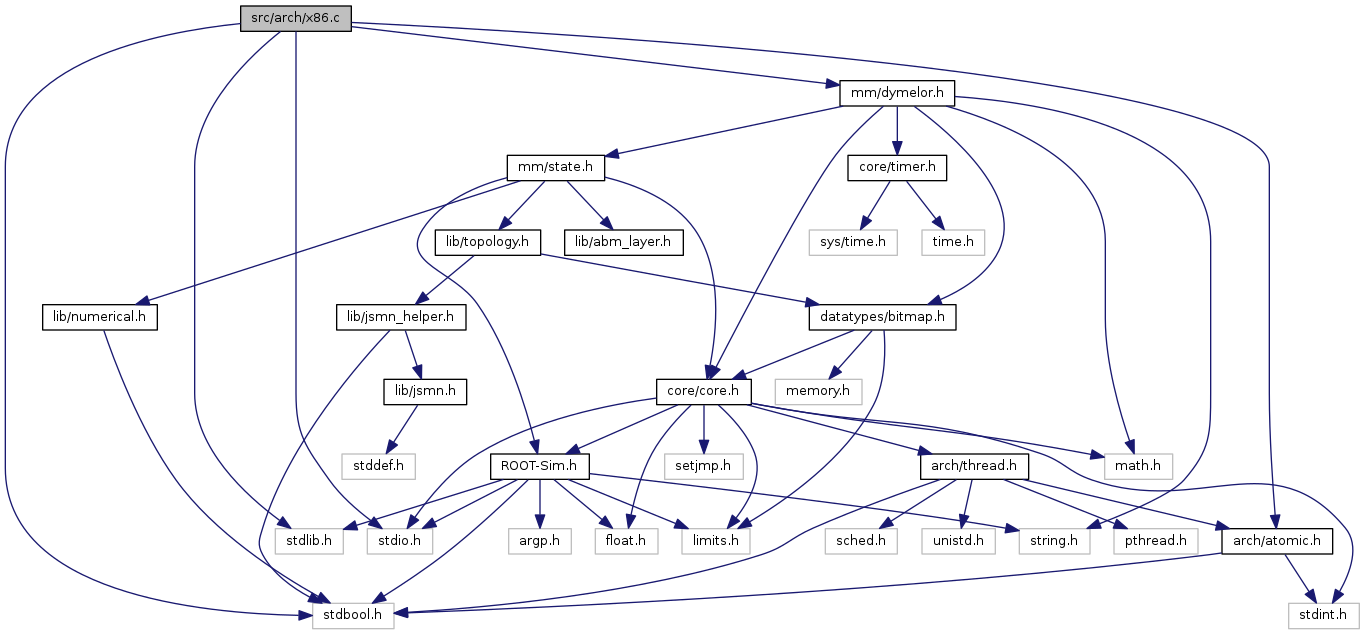 src/arch/x86.c
mm/dymelor.h
mm/state.h
core/timer.h
lib/topology.h
lib/abm_layer.h
sys/time.h
time.h
lib/numerical.h
lib/jsmn_helper.h
datatypes/bitmap.h
lib/jsmn.h
core/core.h
memory.h
stddef.h
ROOT-Sim.h
setjmp.h
arch/thread.h
math.h
stdlib.h
stdio.h
argp.h
float.h
limits.h
sched.h
unistd.h
string.h
pthread.h
arch/atomic.h
stdbool.h
stdint.h